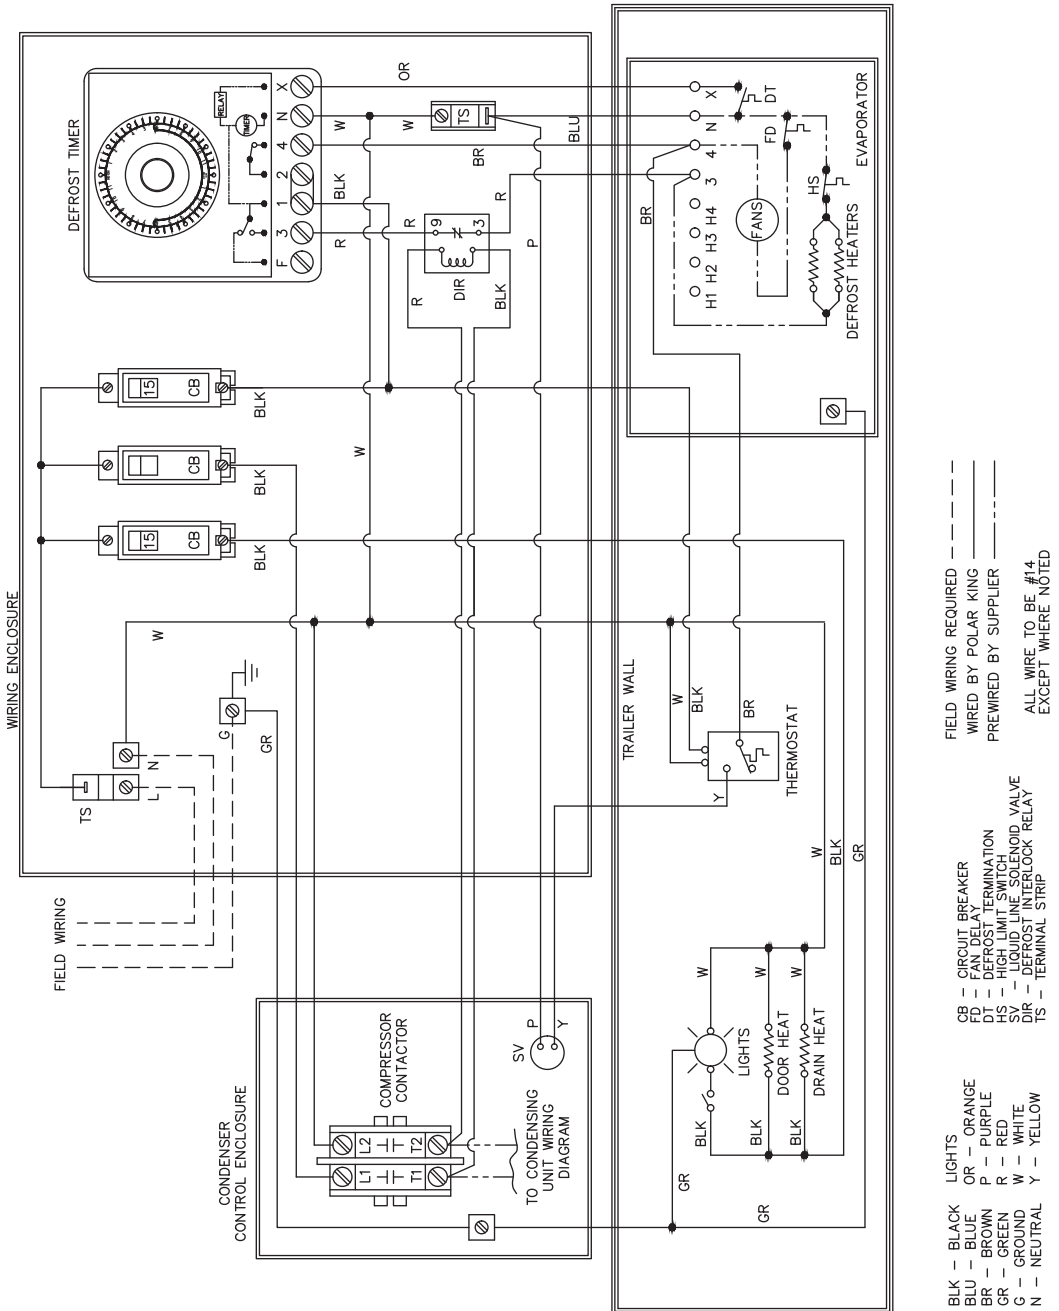 WIRING ENCLOSURE
DEFROST TIMER
RELAY
TIMER
X
N
4
2
1
3
F
OR
W
W
TS
BLU
BR
BLK
R
R
R
9
3
DIR
R
BLK
P
15
CB
BLK
CB
BLK
15
CB
BLK
W
W
TS
L
N
G
GR
FIELD WIRING
EVAPORATOR
X
N
4
3
H4
H3
H2
H1
DT
FD
HS
FANS
DEFROST HEATERS
BR
TRAILER WALL
W
BLK
BR
Y
THERMOSTAT
W
BLK
GR
CONDENSER
CONTROL ENCLOSURE
COMPRESSOR
CONTACTOR
L2
T2
L1
T1
TO CONDENSING
UNIT WIRING
DIAGRAM
SV
P
Y
W
W
W
LIGHTS
DOOR HEAT
DRAIN HEAT
BLK
BLK
BLK
GR
GR
FIELD WIRING REQUIRED
WIRED BY POLAR KING
PREWIRED BY SUPPLIER
ALL WIRE TO BE #14
EXCEPT WHERE NOTED
CB – CIRCUIT BREAKER
FD – FAN DELAY
DT – DEFROST TERMINATION
HS – HIGH LIMIT SWITCH
SV – LIQUID LINE SOLENOID VALVE
DIR – DEFROST INTERLOCK RELAY
TS – TERMINAL STRIP
BLK – BLACK
BLU – BLUE
BR – BROWN
GR – GREEN
G – GROUND
N – NEUTRAL
LIGHTS
OR – ORANGE
P – PURPLE
R – RED
W – WHITE
Y – YELLOW